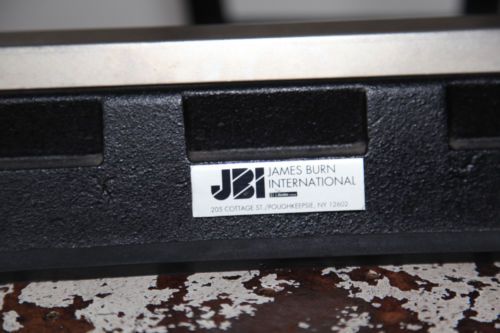 JBI JAMES BURN
INTERNATIONAL
205 COTTAGE ST./POUGHKEEPSIE, NY 12602